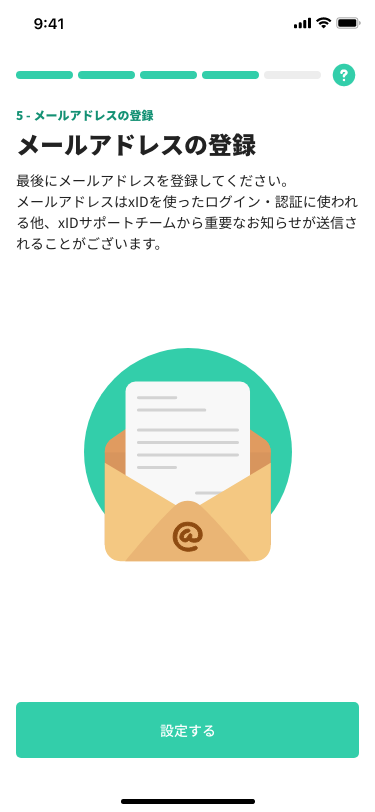 9:41
?
5 - メールアドレスの登録
メールアドレスの登録
最後にメールアドレスを登録してください。
メールアドレスはxIDを使ったログイン・認証に使われ
る他、xIDサポートチームから重要なお知らせが送信さ
れることがございます。
@
設定する